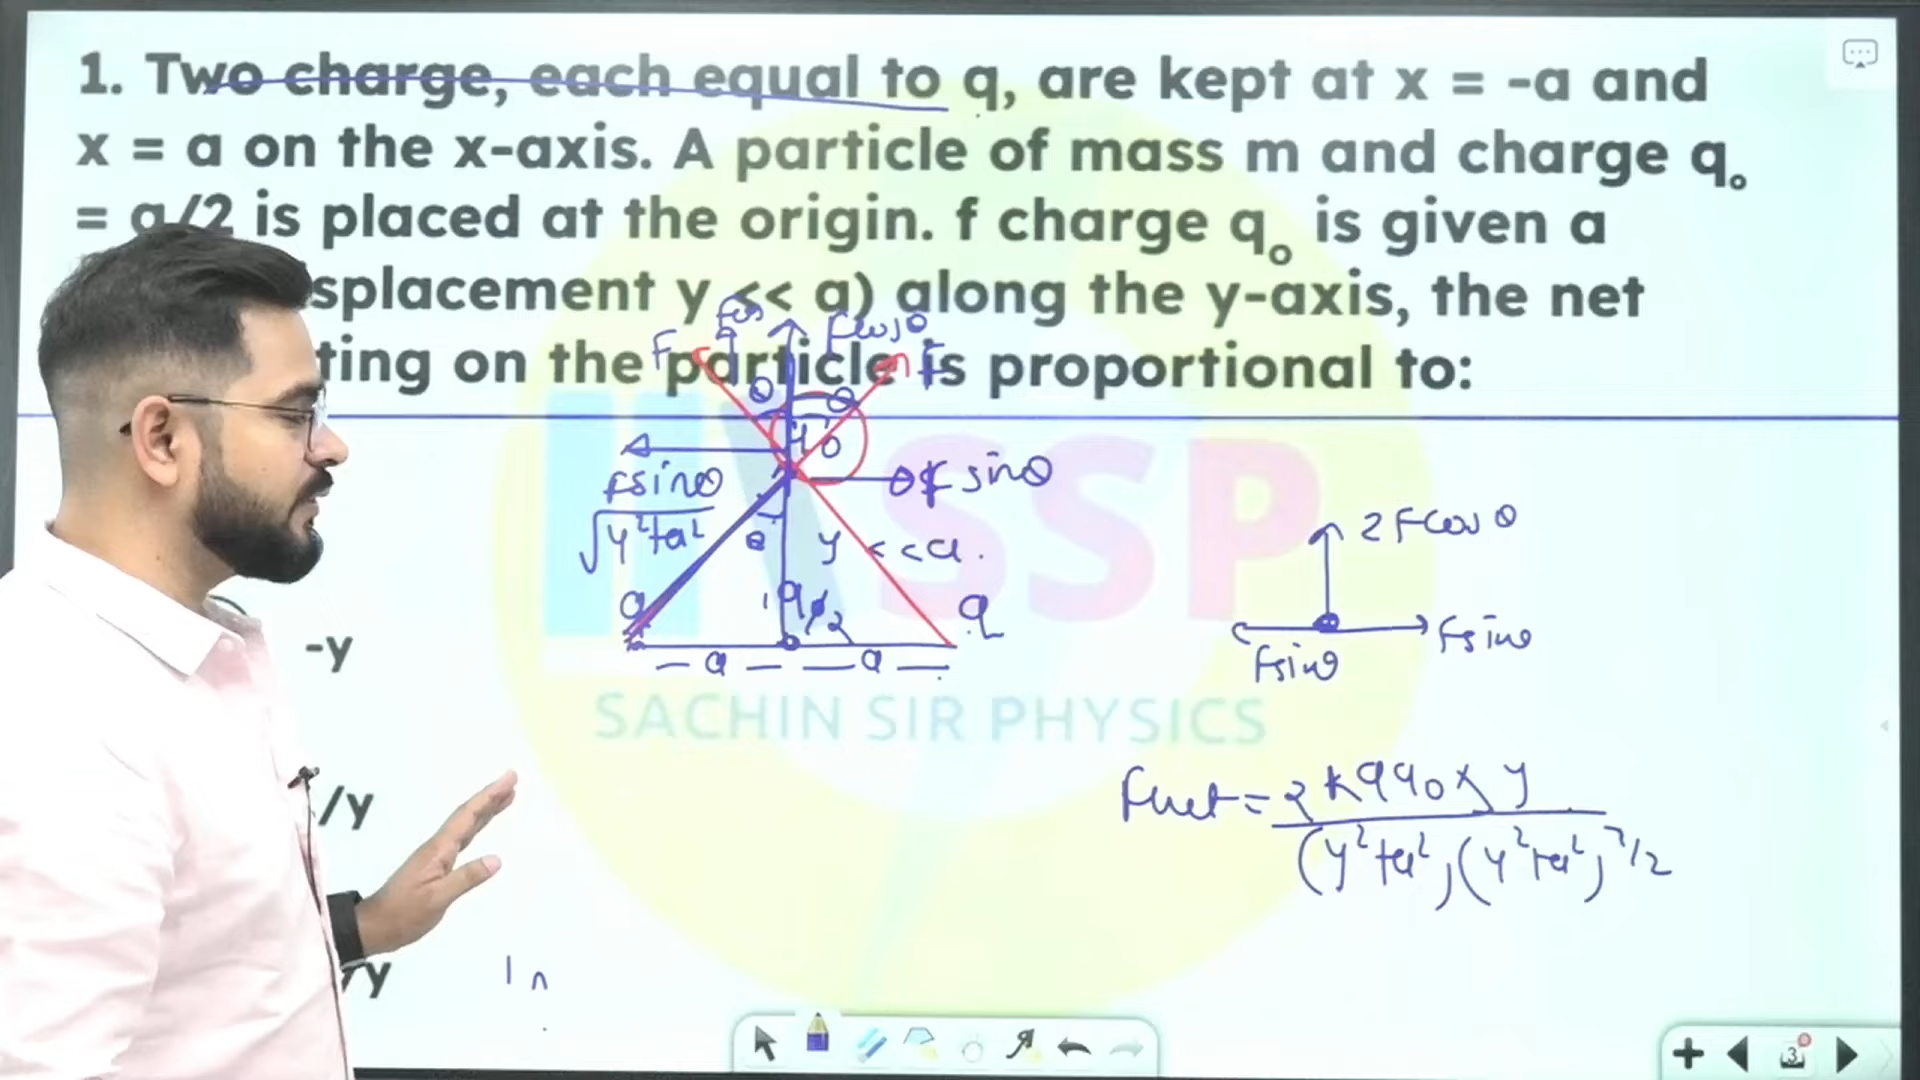 1. Two charge, each equal to q, are kept at x = -a and
x = a on the x-axis. A particle of mass m and charge q₀
= q/2 is placed at the origin. f charge q₀ is given a
splacement y << a) along the y-axis, the net
ting on the particle is proportional to:
F
Fcosθ
F
θ
θ
Fsinθ
Fsinθ
√y²+a²
θ
y <<a.
q
q
a
a
2Fcosθ
Fsinθ
Fsinθ
SSP
SACHIN SIR PHYSICS
-y
/y
y
Fnet = 2kqq₀ x y
(y²+a²)(y²+a²)^1/2
3